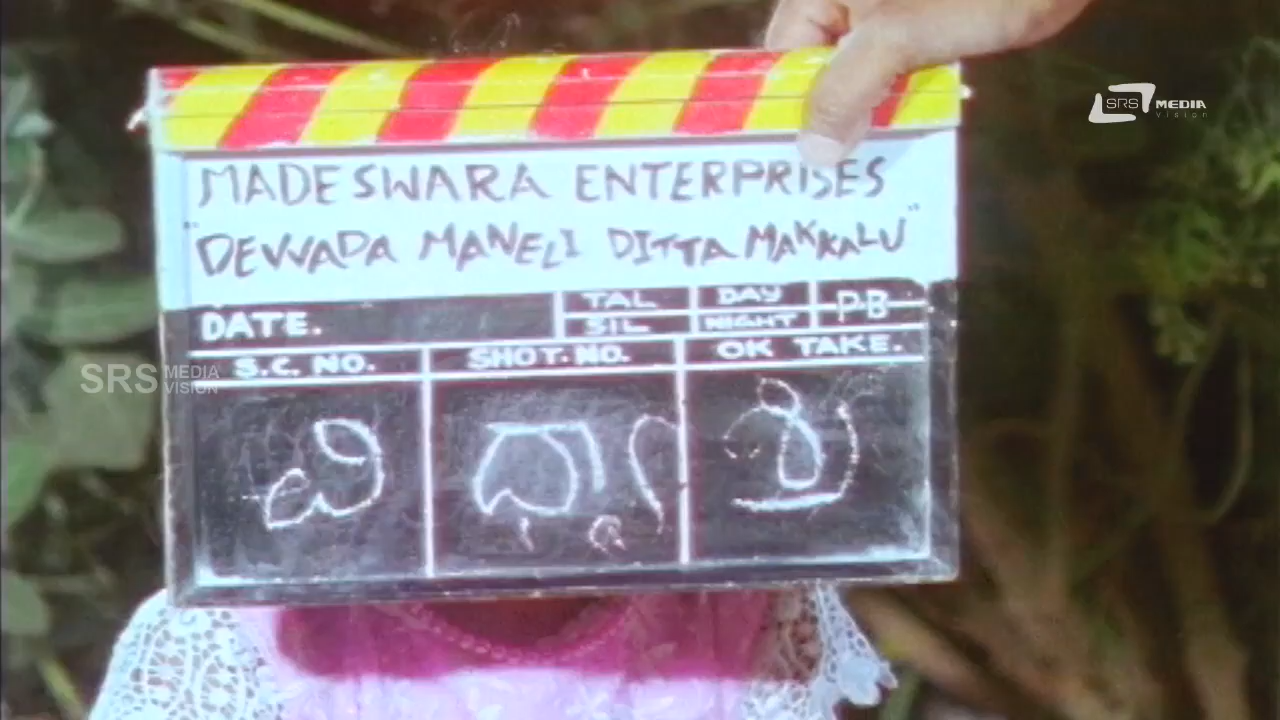 SRS MEDIA
Vision
MADESWARA ENTERPRISES
"DEVVADA MANELI DITTA MAKKALU"
DATE.
TAL
SIL
DAY
NIGHT
P.B
S.C. NO.
SHOT. NO.
OK TAKE.
SRS MEDIA
VISION